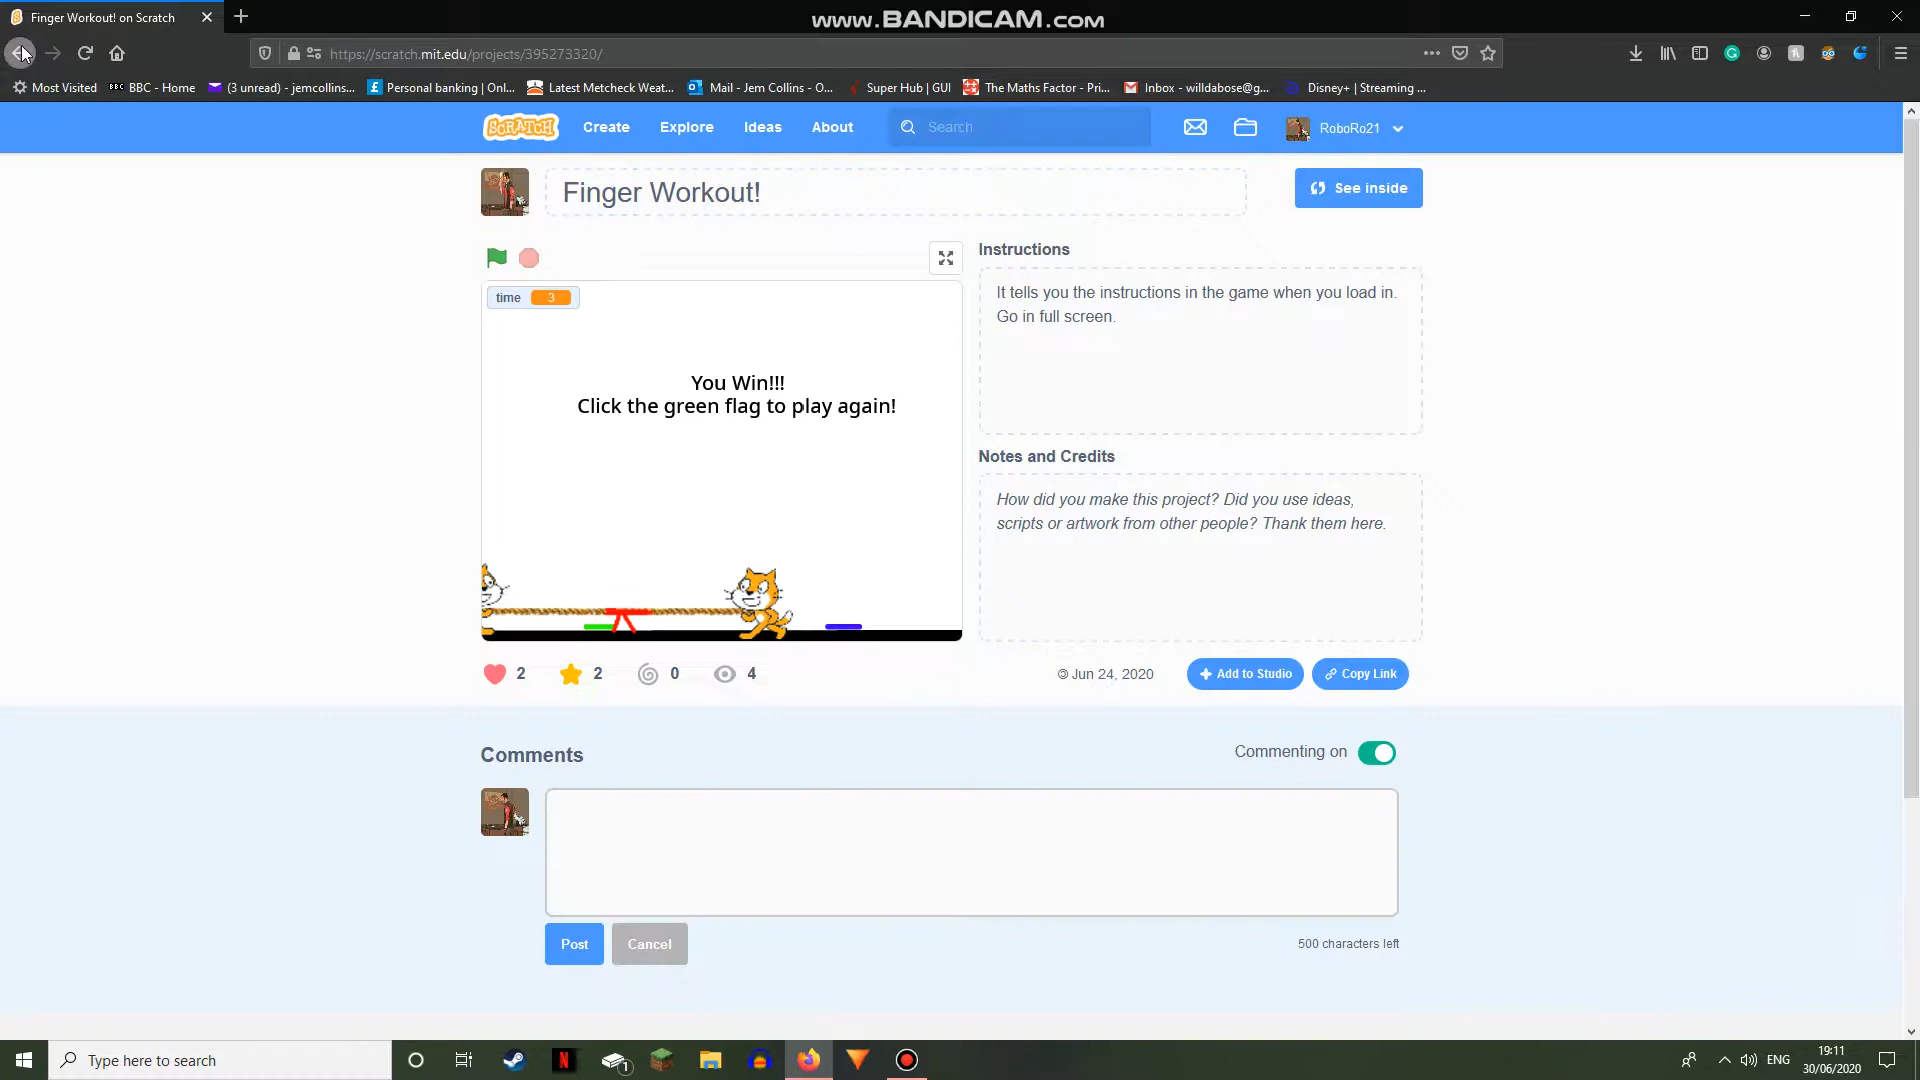 Finger Workout! on Scratch
www.BANDICAM.com
https://scratch.mit.edu/projects/395273320/
Most Visited
BBC - Home
(3 unread) - jemcollins...
Personal banking | Onl...
Latest Metcheck Weat...
Mail - Jem Collins - O...
Super Hub | GUI
The Maths Factor - Pri...
Inbox - willdabose@g...
Disney+ | Streaming ...
SCRATCH
Create
Explore
Ideas
About
Search
RoboRo21
Finger Workout!
See inside
time 3
You Win!!!
Click the green flag to play again!
Instructions
It tells you the instructions in the game when you load in.
Go in full screen.
Notes and Credits
How did you make this project? Did you use ideas,
scripts or artwork from other people? Thank them here.
2
2
0
4
© Jun 24, 2020
Add to Studio
Copy Link
Comments
Commenting on
Post
Cancel
500 characters left
Type here to search
1
ENG
19:11
30/06/2020